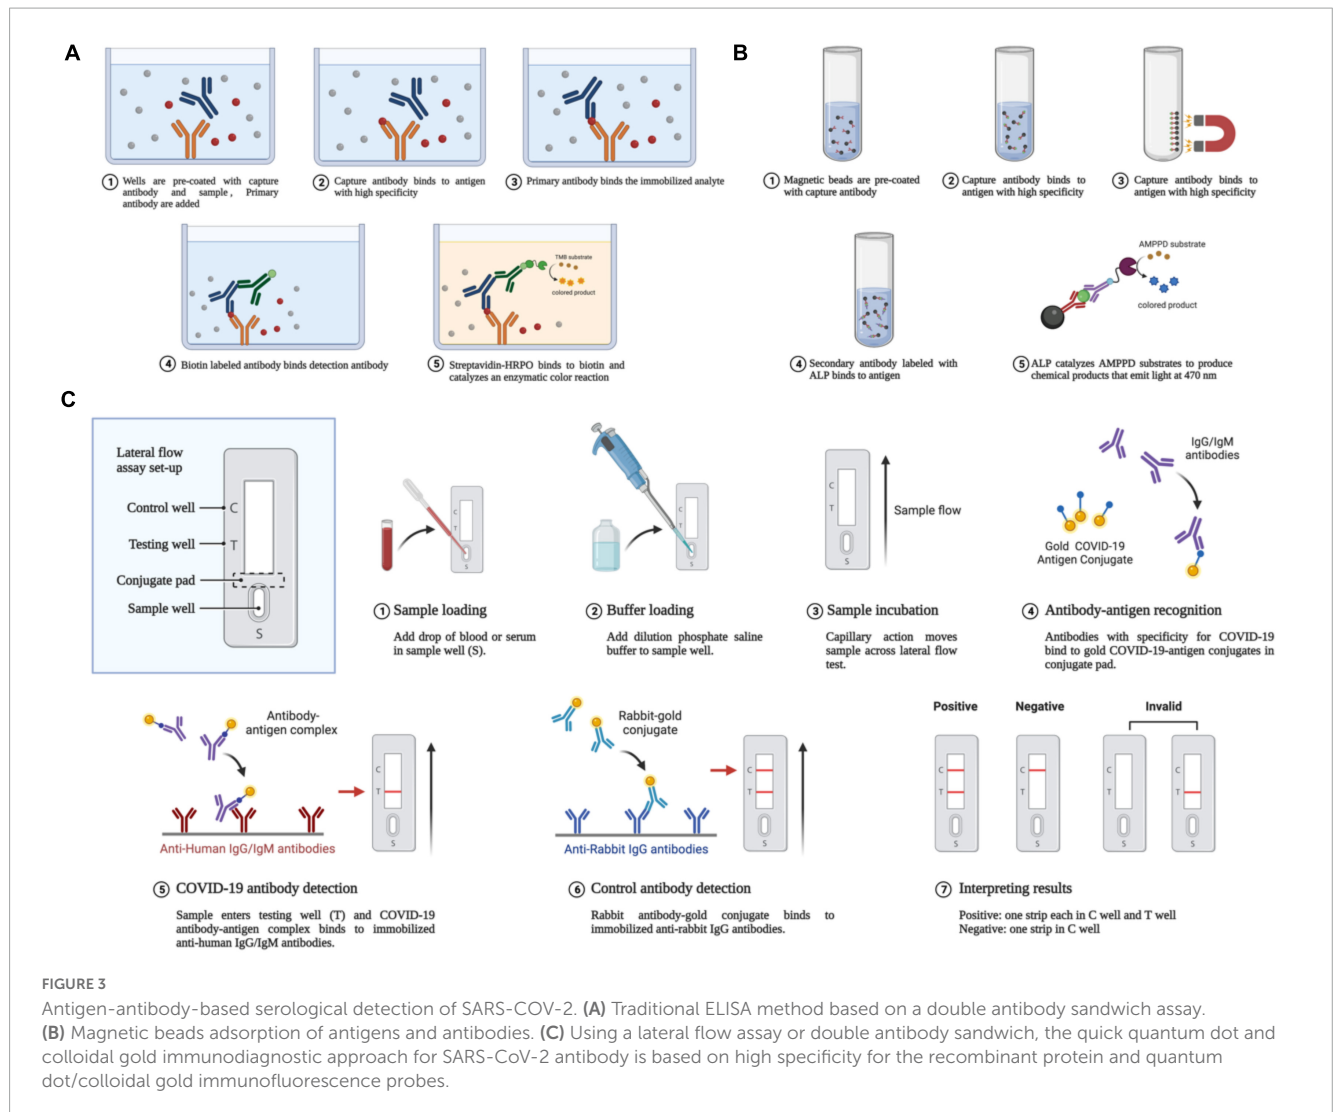 A
B
1 Wells are pre-coated with capture
antibody and sample, Primary
antibody are added
2 Capture antibody binds to antigen
with high specificity
3 Primary antibody binds the immobilized analyte
1 Magnetic beads are pre-coated
with capture antibody
2 Capture antibody binds to
antigen with high specificity
3 Capture antibody binds to
antigen with high specificity
TMB substrate
colored product
4 Biotin labeled antibody binds detection antibody
5 Streptavidin-HRPO binds to biotin and
catalyzes an enzymatic color reaction
AMPPD substrate
colored product
4 Secondary antibody labeled with
ALP binds to antigen
5 ALP catalyzes AMPPD substrates to produce
chemical products that emit light at 470 nm
C
Lateral flow
assay set-up
Control well
C
Testing well
T
Conjugate pad
Sample well
S
C
T
S
1 Sample loading
Add drop of blood or serum
in sample well (S).
C
T
S
2 Buffer loading
Add dilution phosphate saline
buffer to sample well.
C
T
S
Sample flow
3 Sample incubation
Capillary action moves
sample across lateral flow
test.
IgG/IgM
antibodies
Gold COVID-19
Antigen Conjugate
4 Antibody-antigen recognition
Antibodies with specificity for COVID-19
bind to gold COVID-19-antigen conjugates in
conjugate pad.
Antibody-
antigen complex
C
T
S
Anti-Human IgG/IgM antibodies
5 COVID-19 antibody detection
Sample enters testing well (T) and COVID-19
antibody-antigen complex binds to immobilized
anti-human IgG/IgM antibodies.
Rabbit-gold
conjugate
C
T
S
Anti-Rabbit IgG antibodies
6 Control antibody detection
Rabbit antibody-gold conjugate binds to
immobilized anti-rabbit IgG antibodies.
Positive Negative Invalid
C C C C
T T T T
S S S S
7 Interpreting results
Positive: one strip each in C well and T well
Negative: one strip in C well
FIGURE 3
Antigen-antibody-based serological detection of SARS-COV-2. (A) Traditional ELISA method based on a double antibody sandwich assay.
(B) Magnetic beads adsorption of antigens and antibodies. (C) Using a lateral flow assay or double antibody sandwich, the quick quantum dot and
colloidal gold immunodiagnostic approach for SARS-CoV-2 antibody is based on high specificity for the recombinant protein and quantum
dot/colloidal gold immunofluorescence probes.